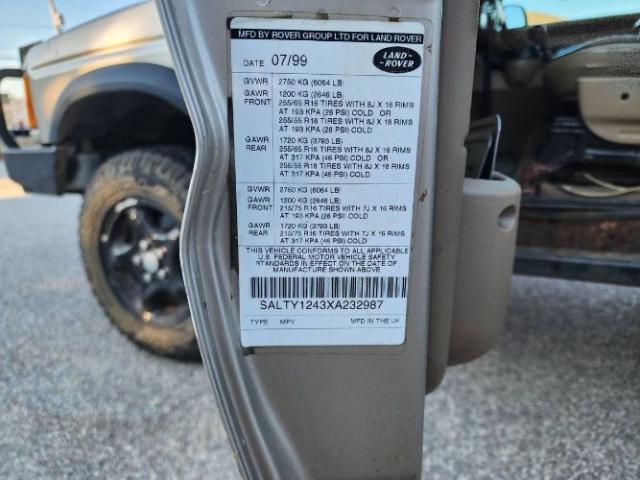 MFD BY ROVER GROUP LTD FOR LAND ROVER
DATE 07/99
LAND-
ROVER
GVWR 2750 KG (6064 LB)
GAWR 1200 KG (2646 LB)
FRONT 255/65 R16 TIRES WITH 8J X 16 RIMS
AT 193 KPA (28 PSI) COLD OR
255/55 R18 TIRES WITH 8J X 18 RIMS
AT 193 KPA (28 PSI) COLD
GAWR 1720 KG (3793 LB)
REAR 255/65 R16 TIRES WITH 8J X 16 RIMS
AT 317 KPA (46 PSI) COLD OR
255/55 R18 TIRES WITH 8J X 18 RIMS
AT 317 KPA (46 PSI) COLD
GVWR 2750 KG (6064 LB)
GAWR 1200 KG (2646 LB)
FRONT 215/75 R16 TIRES WITH 7J X 16 RIMS
AT 193 KPA (28 PSI) COLD
GAWR 1720 KG (3793 LB)
REAR 215/75 R16 TIRES WITH 7J X 16 RIMS
AT 317 KPA (46 PSI) COLD
THIS VEHICLE CONFORMS TO ALL APPLICABLE
U.S. FEDERAL MOTOR VEHICLE SAFETY
STANDARDS IN EFFECT ON THE DATE OF
MANUFACTURE SHOWN ABOVE
SALTY1243XA232987
TYPE MPV MFD IN THE UK